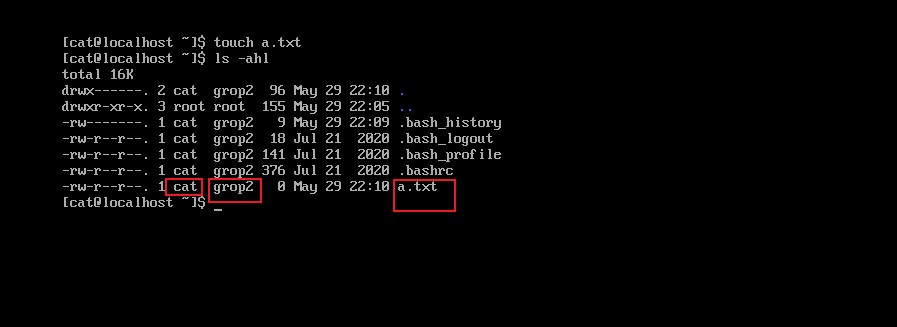 [cat@localhost ~]$ touch a.txt
[cat@localhost ~]$ ls -ahl
total 16K
drwx------. 2 cat  grop2  96 May 29 22:10 .
drwxr-xr-x. 3 root root  155 May 29 22:05 ..
-rw-------. 1 cat  grop2   9 May 29 22:09 .bash_history
-rw-r--r--. 1 cat  grop2  18 Jul 21  2020 .bash_logout
-rw-r--r--. 1 cat  grop2 141 Jul 21  2020 .bash_profile
-rw-r--r--. 1 cat  grop2 376 Jul 21  2020 .bashrc
-rw-r--r--. 1 cat  grop2   0 May 29 22:10 a.txt
[cat@localhost ~]$ _